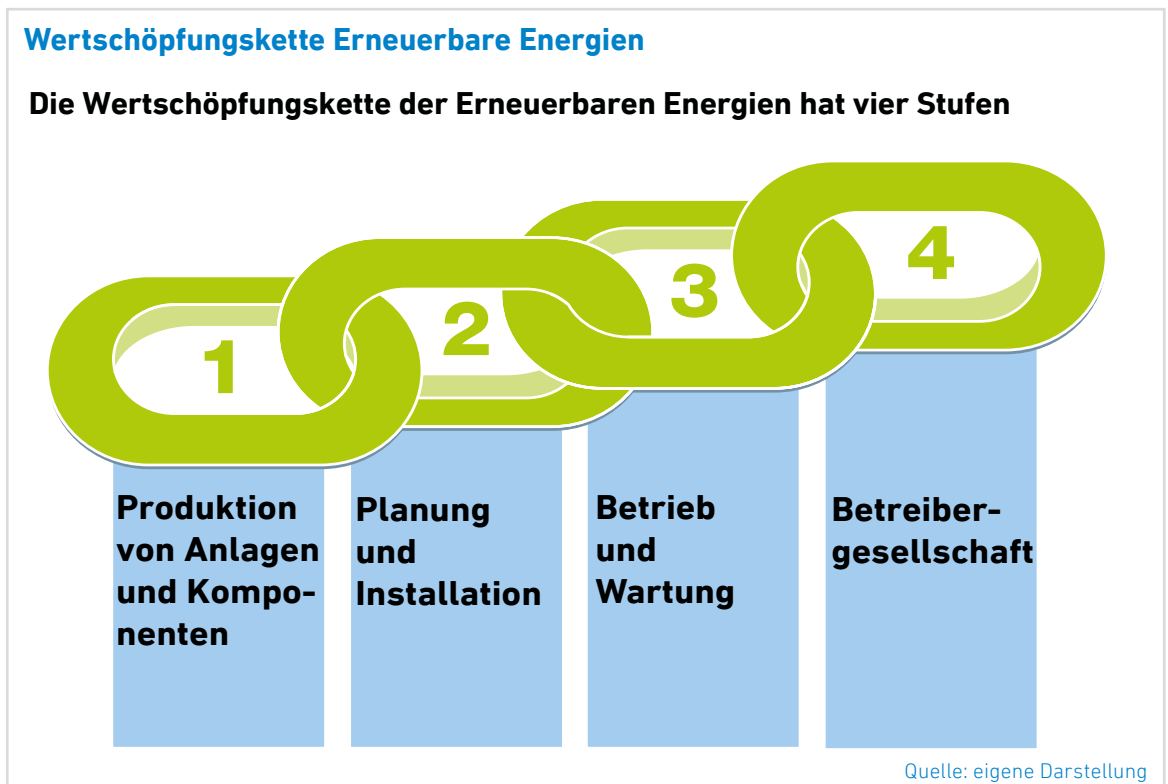 Wertschöpfungskette Erneuerbare Energien
Die Wertschöpfungskette der Erneuerbaren Energien hat vier Stufen
1
2
3
4
Produktion
von Anlagen
und Kompo-
nenten
Planung
und
Installation
Betrieb
und
Wartung
Betreiber-
gesellschaft
Quelle: eigene Darstellung